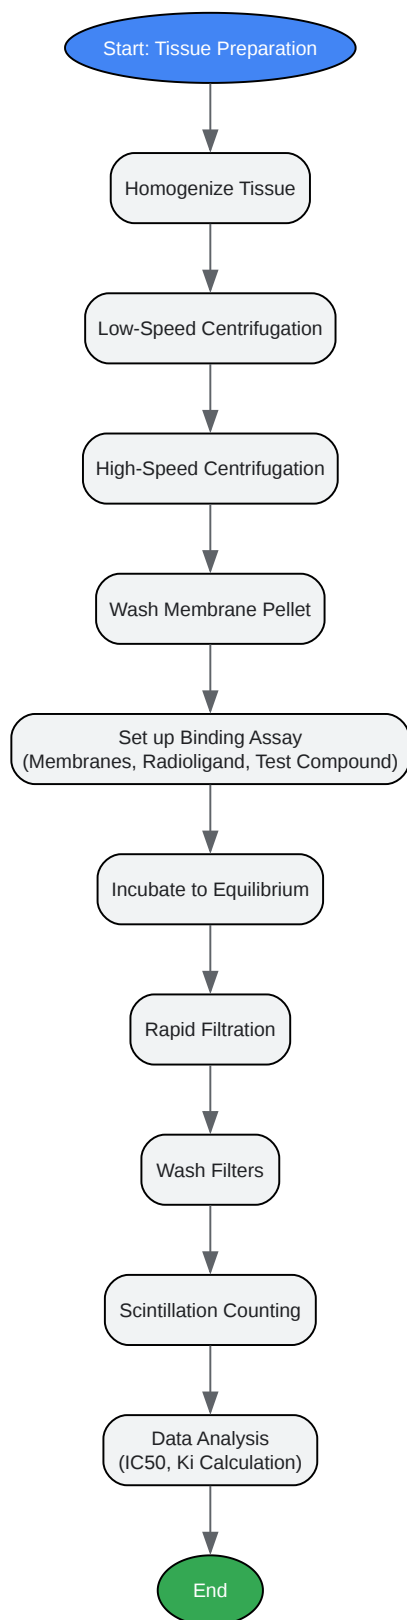 Start: Tissue Preparation
Homogenize Tissue
Low-Speed Centrifugation
High-Speed Centrifugation
Wash Membrane Pellet
Set up Binding Assay
(Membranes, Radioligand, Test Compound)
Incubate to Equilibrium
Rapid Filtration
Wash Filters
Scintillation Counting
Data Analysis
(IC50, Ki Calculation)
End